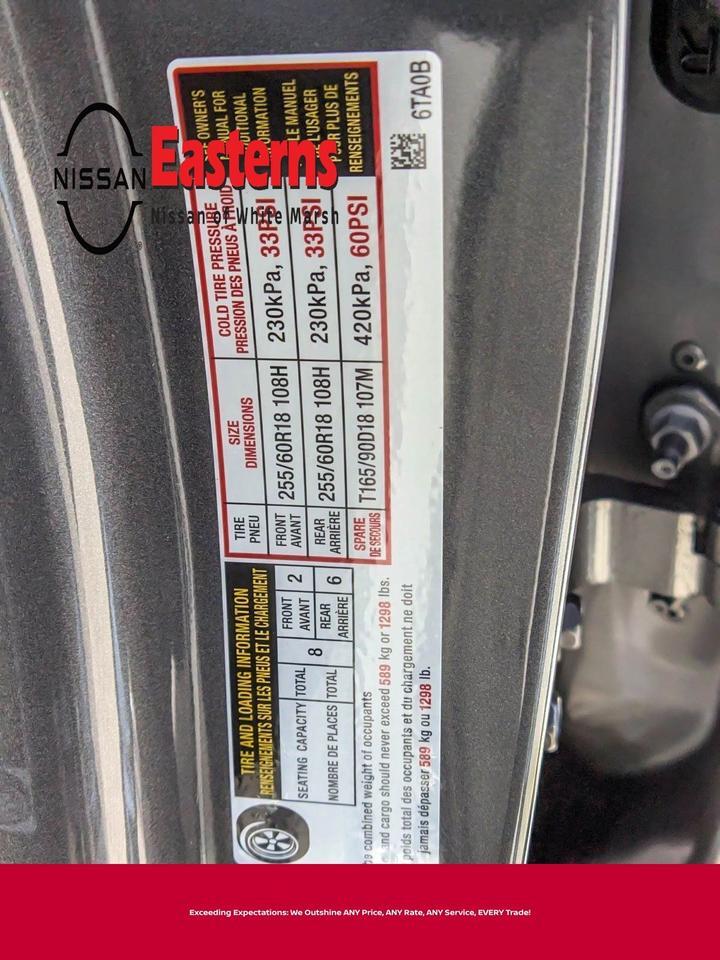 TIRE AND LOADING INFORMATION
RENSEIGNEMENTS SUR LES PNEUS ET LE CHARGEMENT
SEATING CAPACITY
NOMBRE DE PLACES
TOTAL
TOTAL
8
FRONT
AVANT
2
REAR
ARRIÈRE
6
combined weight of occupants
and cargo should never exceed 589 kg or 1298 lbs.
poids total des occupants et du chargement ne doit
jamais dépasser 589 kg ou 1298 lb.
TIRE
PNEU
SIZE
DIMENSIONS
COLD TIRE PRESSURE
PRESSION DES PNEUS À FROID
FRONT
AVANT
255/60R18 108H
230kPa, 33PSI
REAR
ARRIÈRE
255/60R18 108H
230kPa, 33PSI
SPARE
DE SECOURS
T165/90D18 107M
420kPa, 60PSI
OWNER'S
FOR
LE MANUEL
L'USAGER
POUR PLUS DE
RENSEIGNEMENTS
6TA0B
NISSAN
Easterns
Nissan of White Marsh
Exceeding Expectations: We Outshine ANY Price, ANY Rate, ANY Service, EVERY Trade!